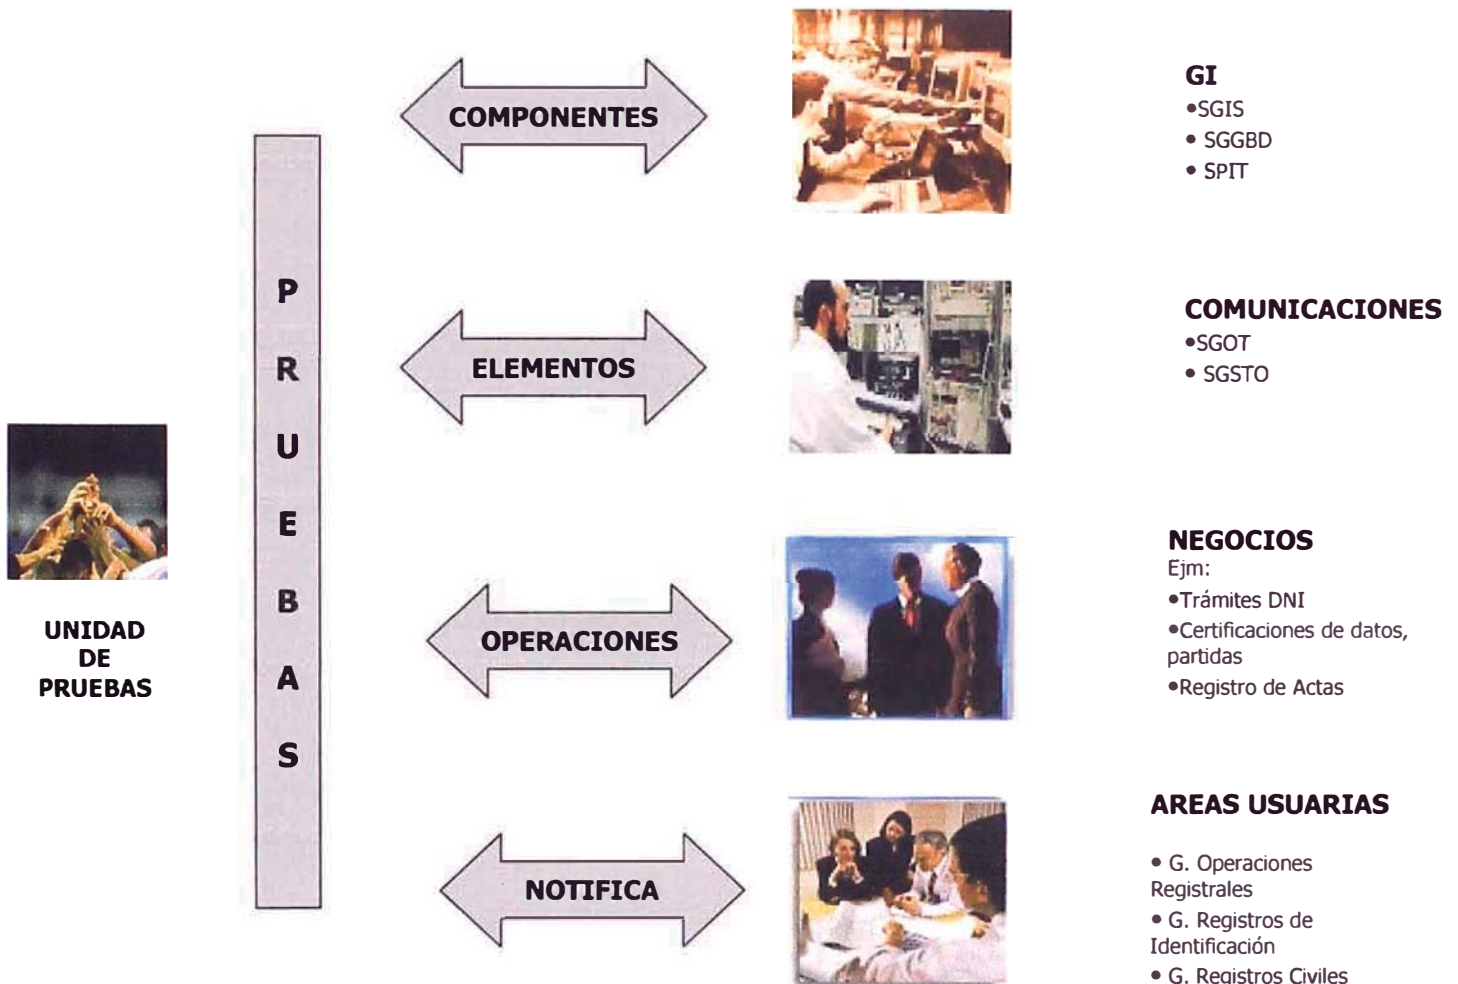 UNIDAD
DE
PRUEBAS
P
R
U
E
B
A
S
COMPONENTES
GI
•SGIS
• SGGBD
• SPIT
ELEMENTOS
COMUNICACIONES
•SGOT
• SGSTO
OPERACIONES
NEGOCIOS
Ejm:
•Trámites DNI
•Certificaciones de datos,
partidas
•Registro de Actas
NOTIFICA
AREAS USUARIAS
• G. Operaciones
Registrales
• G. Registros de
Identificación
• G. Registros Civiles